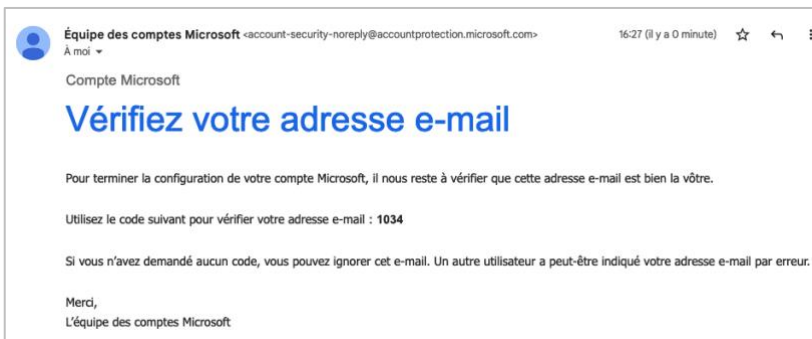 Équipe des comptes Microsoft <account-security-noreply@accountprotection.microsoft.com> 16:27 (il y a 0 minute)
À moi
Compte Microsoft
Vérifiez votre adresse e-mail
Pour terminer la configuration de votre compte Microsoft, il nous reste à vérifier que cette adresse e-mail est bien la vôtre.
Utilisez le code suivant pour vérifier votre adresse e-mail : 1034
Si vous n’avez demandé aucun code, vous pouvez ignorer cet e-mail. Un autre utilisateur a peut-être indiqué votre adresse e-mail par erreur.
Merci,
L’équipe des comptes Microsoft